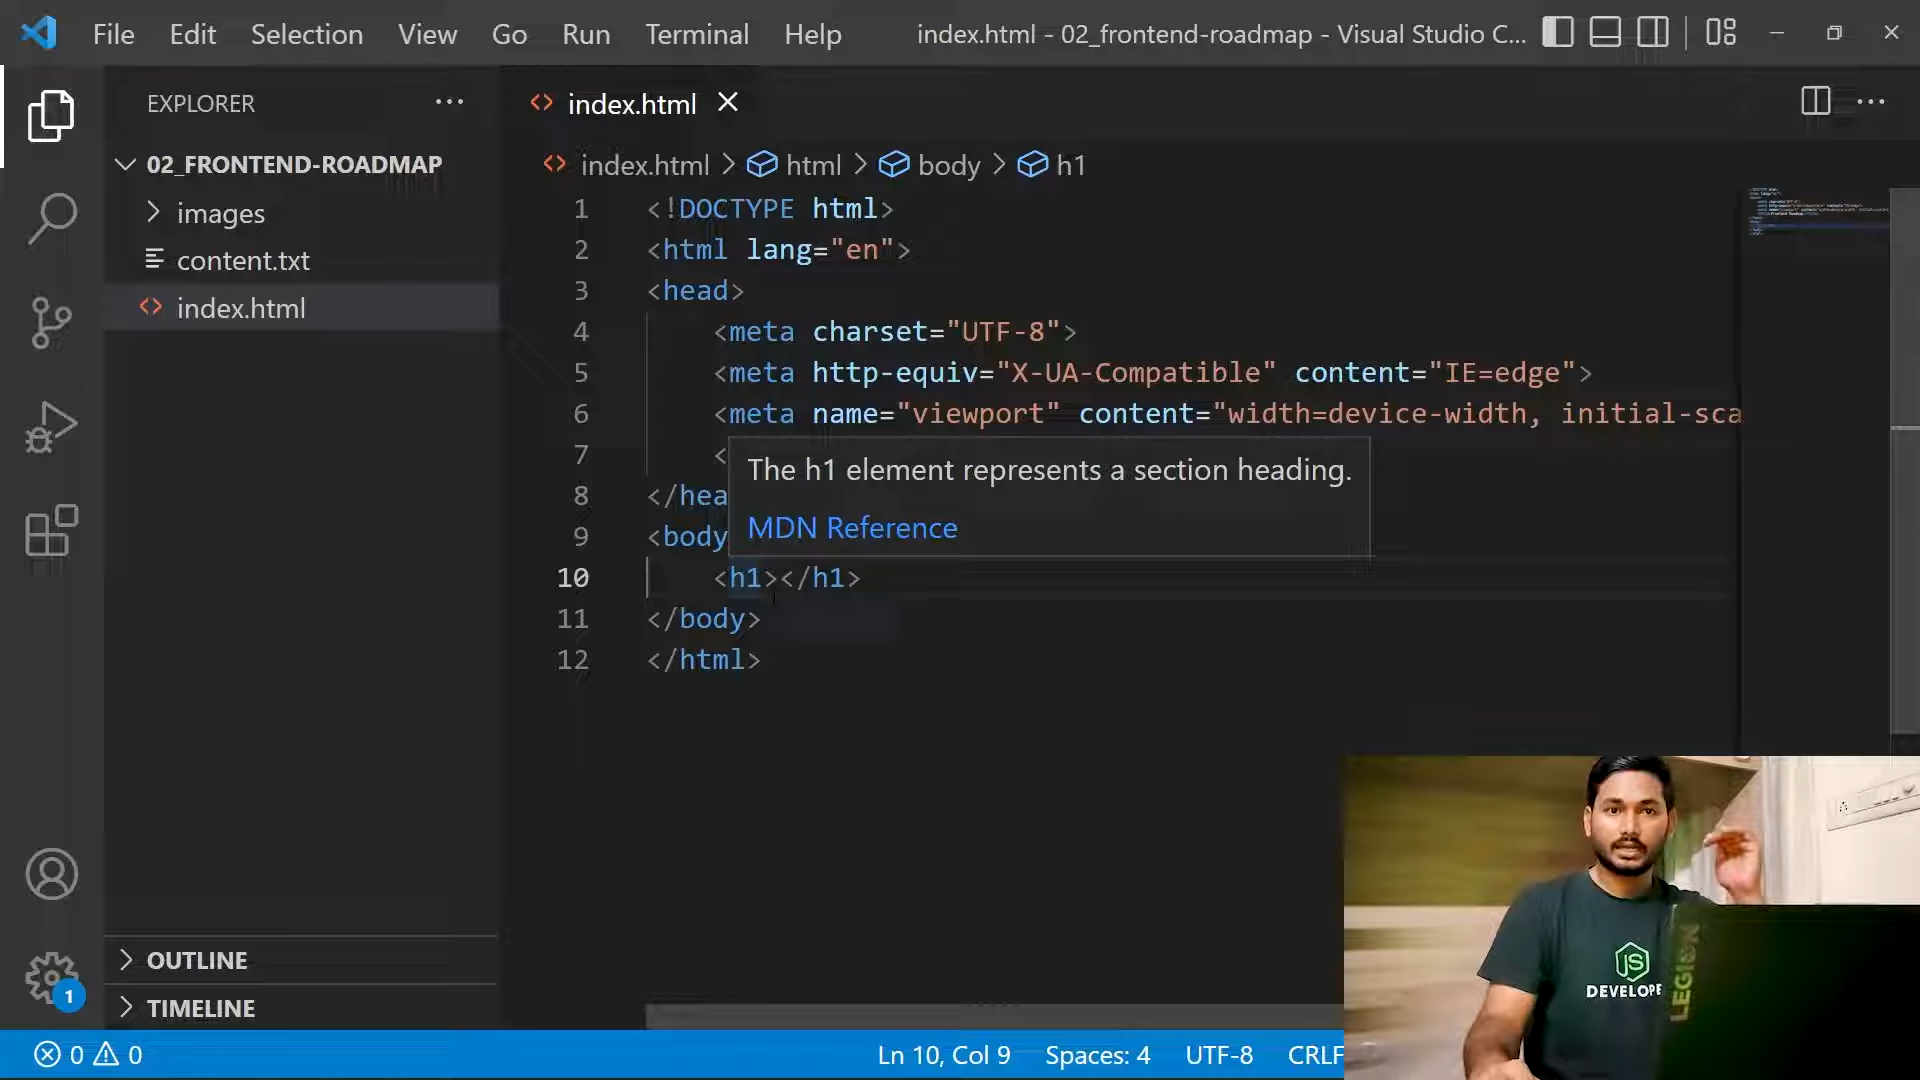 File Edit Selection View Go Run Terminal Help index.html - 02_frontend-roadmap - Visual Studio C...
EXPLORER
index.html
02_FRONTEND-ROADMAP
index.html > html > body > h1
images
content.txt
index.html
1 <!DOCTYPE html>
2 <html lang="en">
3 <head>
4 <meta charset="UTF-8">
5 <meta http-equiv="X-UA-Compatible" content="IE=edge">
6 <meta name="viewport" content="width=device-width, initial-sca
7 <
The h1 element represents a section heading.
8 </hea
MDN Reference
9 <body
10 <h1></h1>
11 </body>
12 </html>
OUTLINE
TIMELINE
1
0 0 Ln 10, Col 9 Spaces: 4 UTF-8 CRLF
JS
DEVELOPE
LEGION